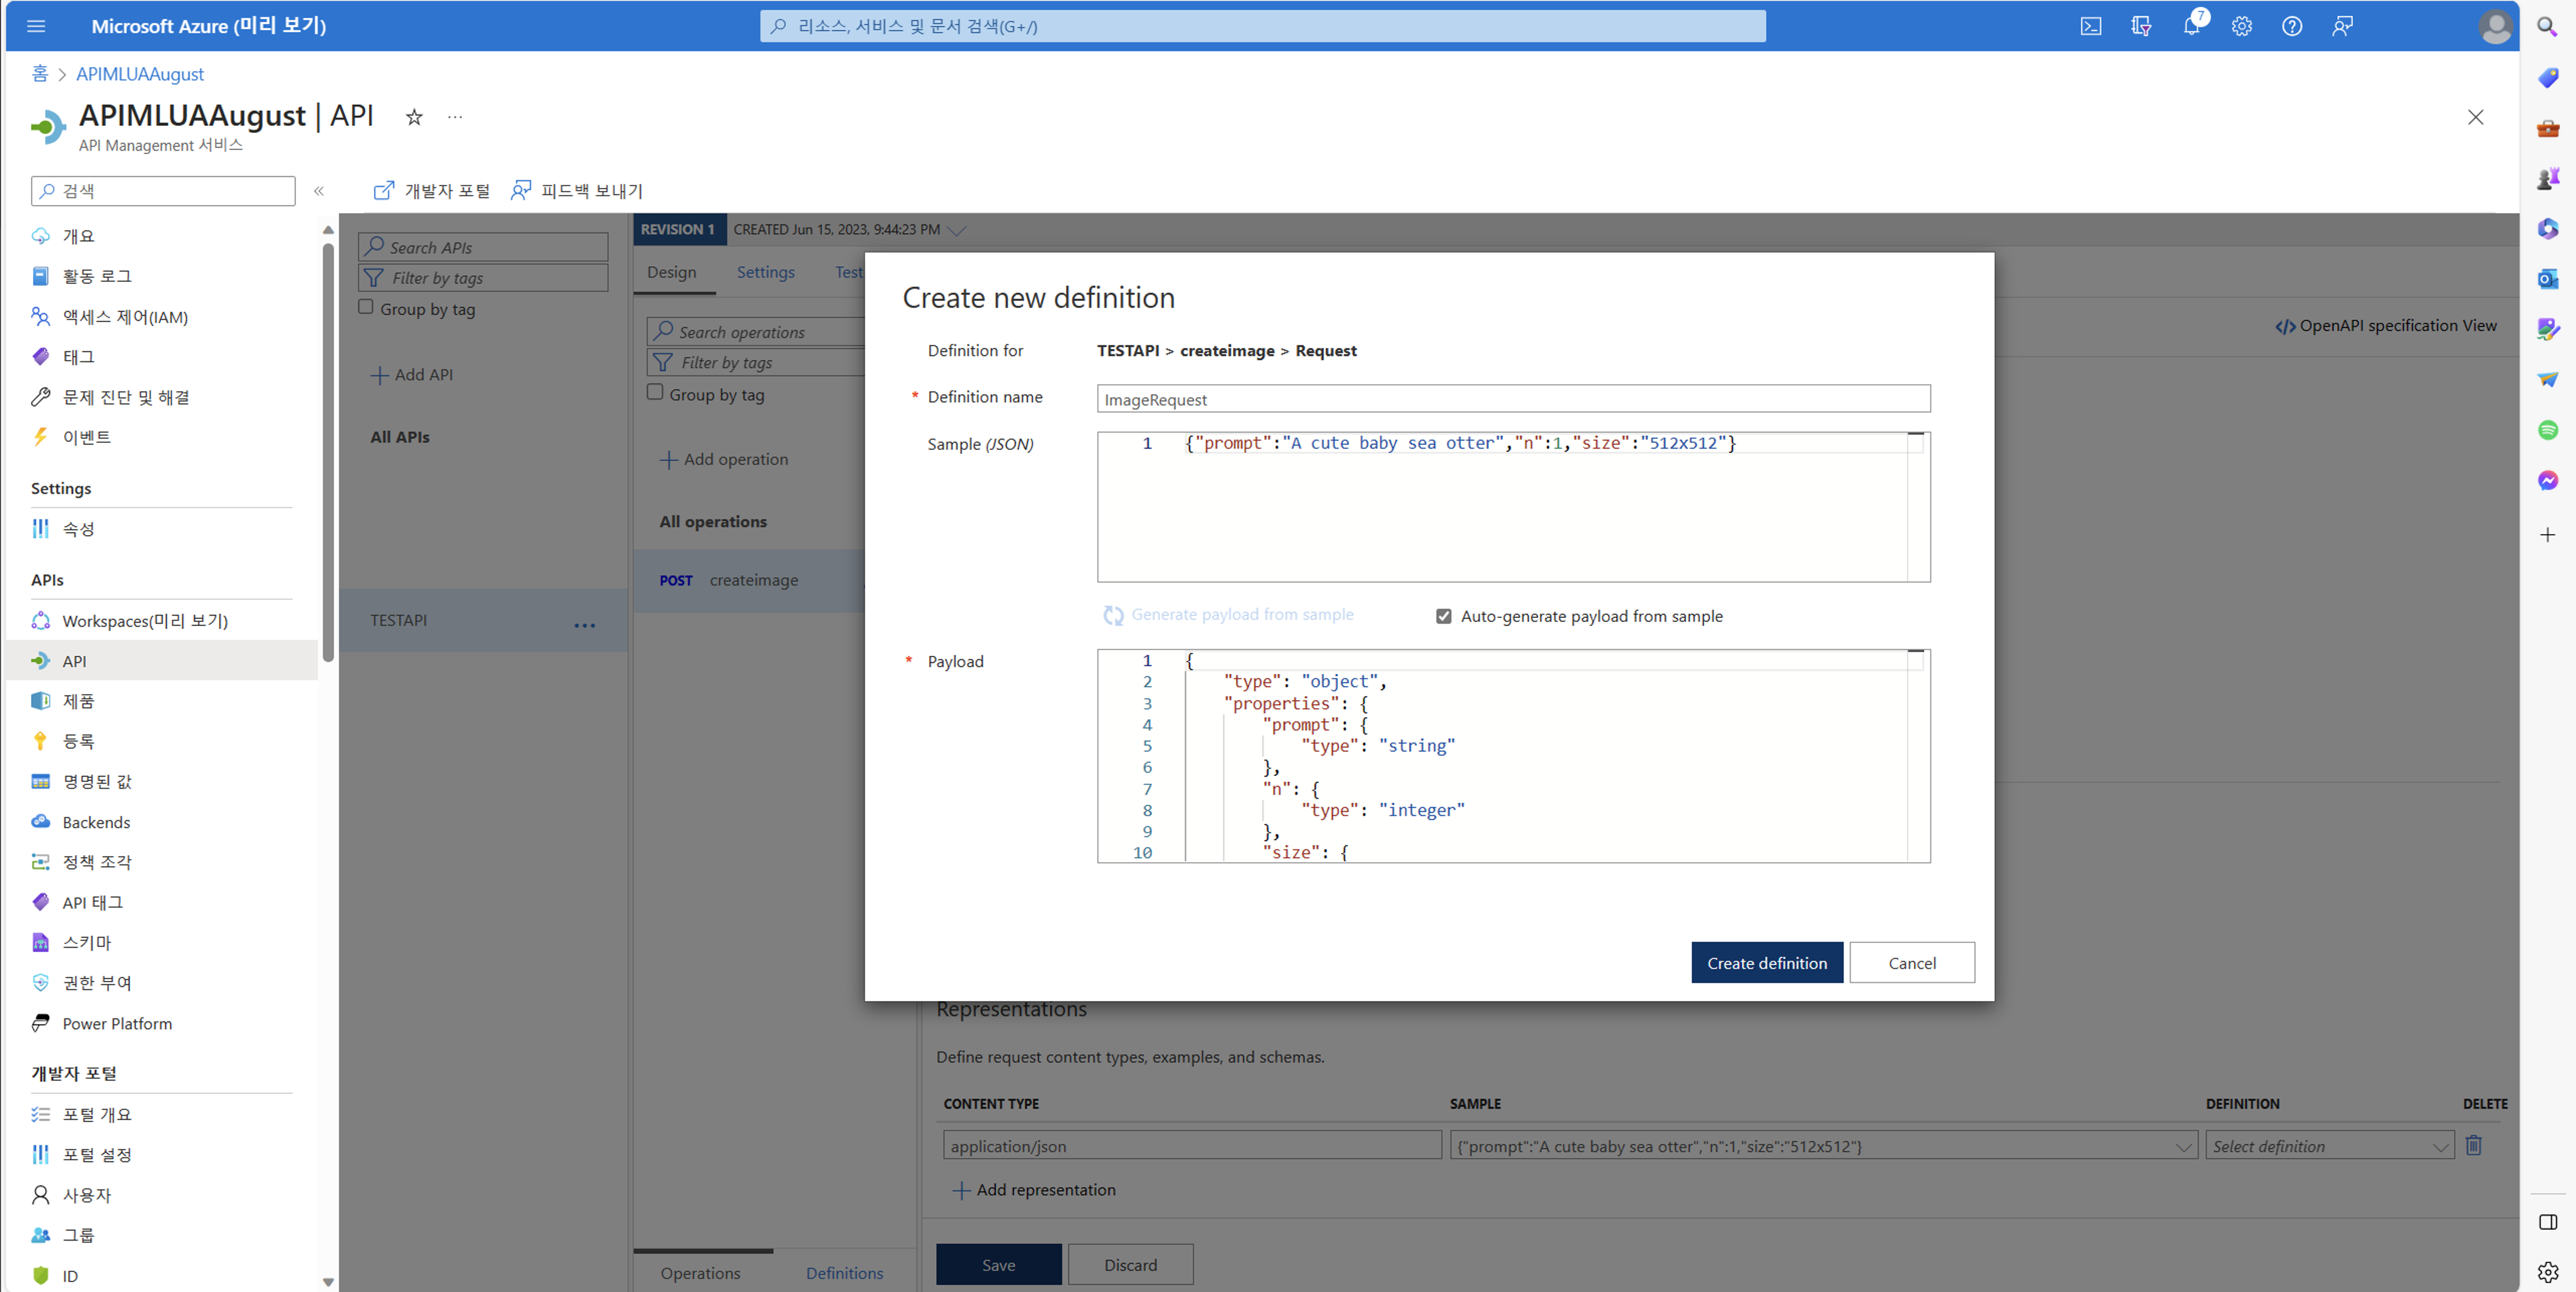 Microsoft Azure (미리 보기)
리소스, 서비스 및 문서 검색(G+/)
7
홈 > APIMLUAAugust
APIMLUAAugust | API
API Management 서비스
검색
개발자 포털
피드백 보내기
개요
활동 로그
액세스 제어(IAM)
태그
문제 진단 및 해결
이벤트
Settings
속성
APIs
Workspaces(미리 보기)
API
제품
등록
명명된 값
Backends
정책 조각
API 태그
스키마
권한 부여
Power Platform
개발자 포털
포털 개요
포털 설정
사용자
그룹
ID
Search APIs
Filter by tags
Group by tag
Add API
All APIs
TESTAPI
REVISION 1
CREATED Jun 15, 2023, 9:44:23 PM
Design
Settings
Test
Search operations
Filter by tags
Group by tag
Add operation
All operations
POST createimage
Operations
Definitions
OpenAPI specification View
Create new definition
Definition for TESTAPI > createimage > Request
* Definition name ImageRequest
Sample (JSON)
1 {"prompt":"A cute baby sea otter","n":1,"size":"512x512"}
Generate payload from sample
Auto-generate payload from sample
* Payload
1 {
2 "type": "object",
3 "properties": {
4 "prompt": {
5 "type": "string"
6 },
7 "n": {
8 "type": "integer"
9 },
10 "size": {
Create definition
Cancel
Representations
Define request content types, examples, and schemas.
CONTENT TYPE SAMPLE DEFINITION DELETE
application/json {"prompt":"A cute baby sea otter","n":1,"size":"512x512"} Select definition
Add representation
Save
Discard